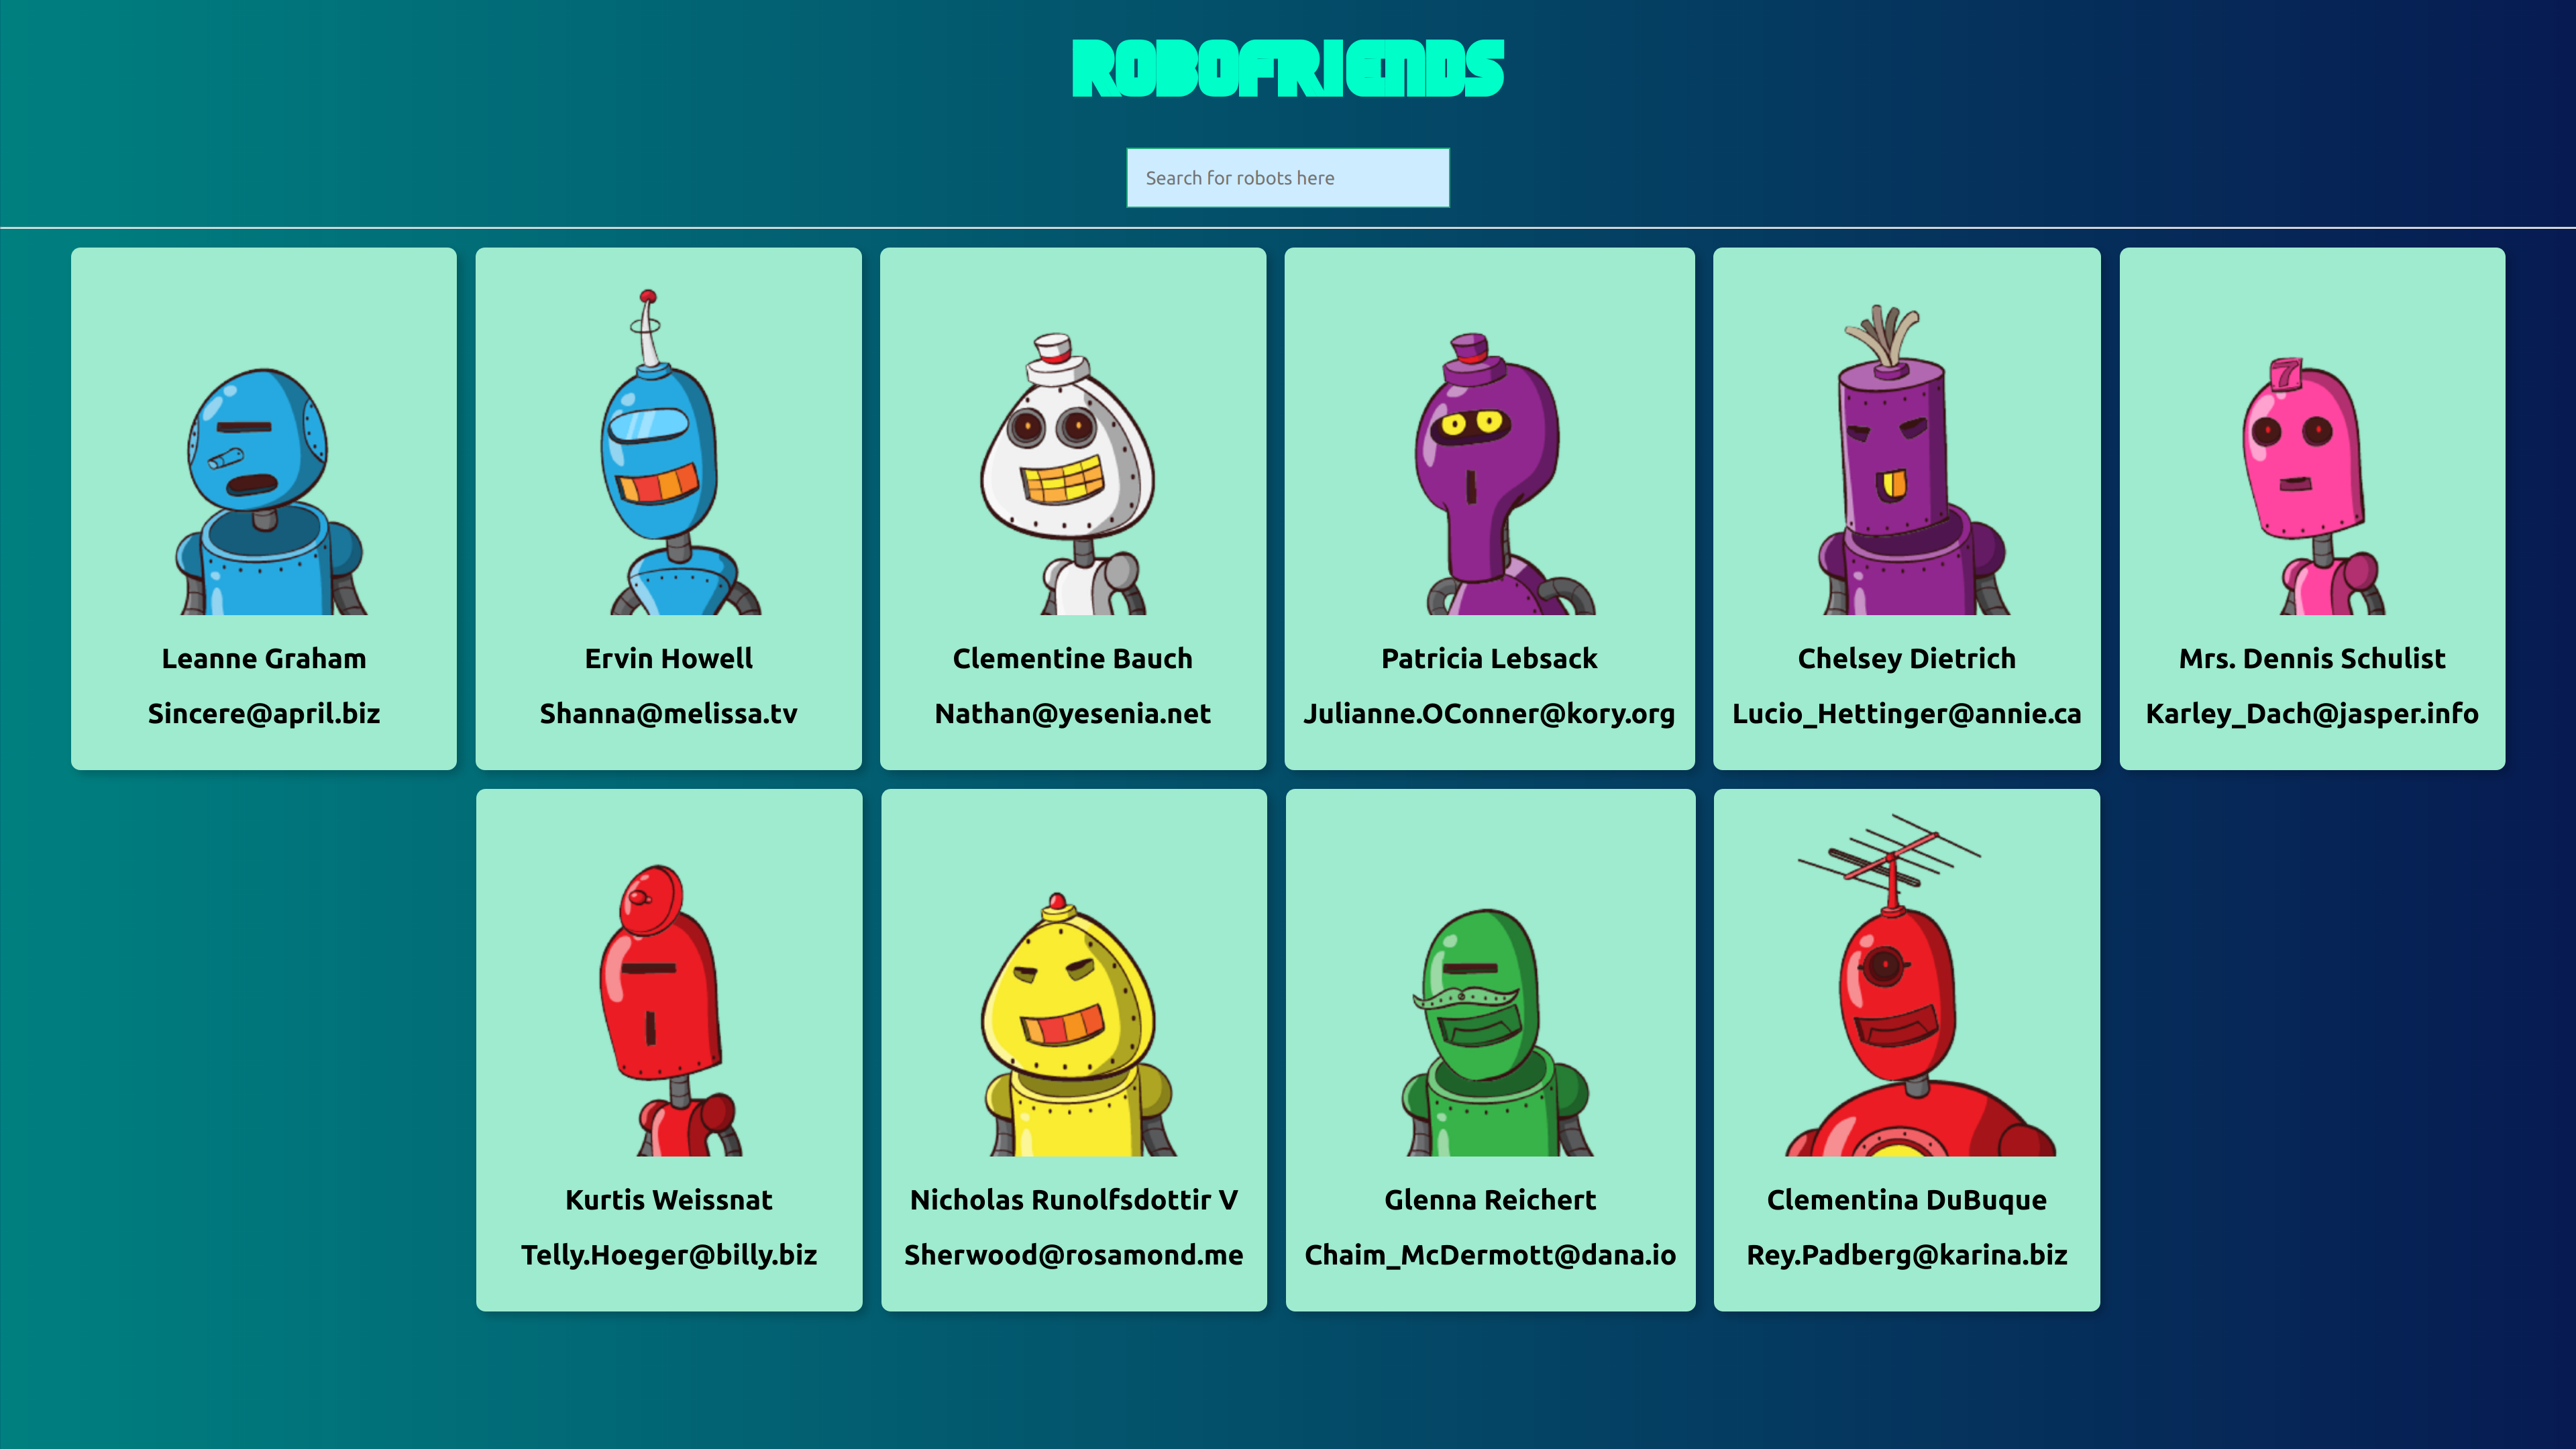 ROBOFRIENDS
Search for robots here
7
Leanne Graham
Sincere@april.biz
Ervin Howell
Shanna@melissa.tv
Clementine Bauch
Nathan@yesenia.net
Patricia Lebsack
Julianne.OConner@kory.org
Chelsey Dietrich
Lucio_Hettinger@annie.ca
Mrs. Dennis Schulist
Karley_Dach@jasper.info
Kurtis Weissnat
Telly.Hoeger@billy.biz
Nicholas Runolfsdottir V
Sherwood@rosamond.me
Glenna Reichert
Chaim_McDermott@dana.io
Clementina DuBuque
Rey.Padberg@karina.biz